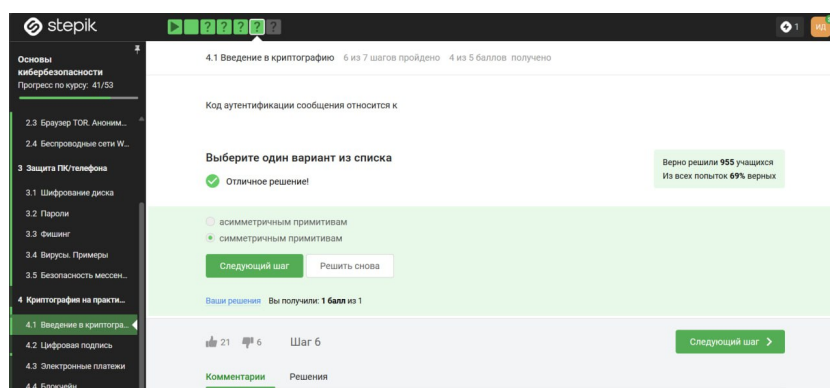 stepik
? ? ? ? ?
1
ИД
Основы
кибербезопасности
Прогресс по курсу: 41/53
2.3 Браузер TOR. Аноним...
2.4 Беспроводные сети W...
3 Защита ПК/телефона
3.1 Шифрование диска
3.2 Пароли
3.3 Фишинг
3.4 Вирусы. Примеры
3.5 Безопасность мессен...
4 Криптография на практи...
4.1 Введение в криптогра...
4.2 Цифровая подпись
4.3 Электронные платежи
4.4 Блокчейн
4.1 Введение в криптографию 6 из 7 шагов пройдено 4 из 5 баллов получено
Код аутентификации сообщения относится к
Выберите один вариант из списка
Отличное решение!
Верно решили 955 учащихся
Из всех попыток 69% верных
асимметричным примитивам
симметричным примитивам
Следующий шаг Решить снова
Ваши решения Вы получили: 1 балл из 1
21 6 Шаг 6
Следующий шаг
Комментарии Решения